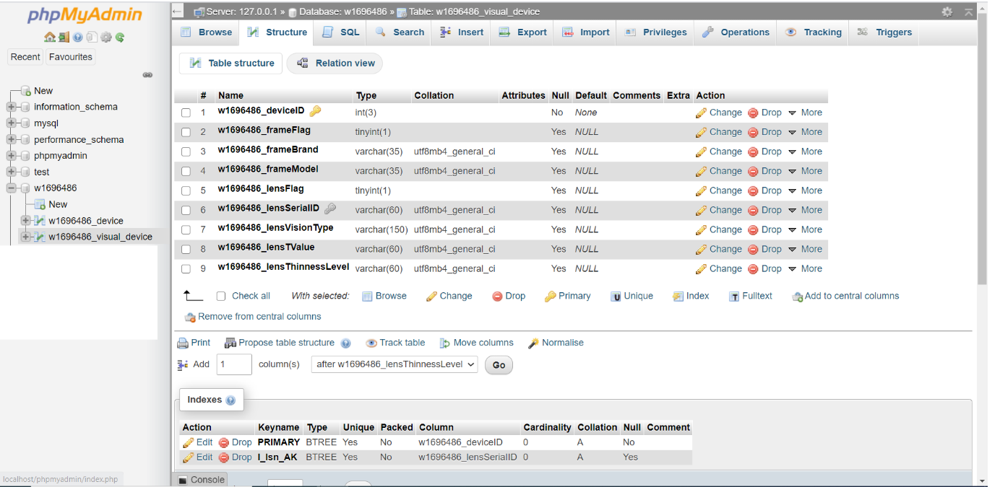 phpMyAdmin
Recent Favourites
New
information_schema
mysql
performance_schema
phpmyadmin
test
w1696486
New
w1696486_device
w1696486_visual_device
localhost/phpmyadmin/index.php
Server: 127.0.0.1 » Database: w1696486 » Table: w1696486_visual_device
Browse Structure SQL Search Insert Export Import Privileges Operations Tracking Triggers
Table structure Relation view
# Name Type Collation Attributes Null Default Comments Extra Action
1 w1696486_deviceID int(3) No None Change Drop More
2 w1696486_frameFlag tinyint(1) Yes NULL Change Drop More
3 w1696486_frameBrand varchar(35) utf8mb4_general_ci Yes NULL Change Drop More
4 w1696486_frameModel varchar(35) utf8mb4_general_ci Yes NULL Change Drop More
5 w1696486_lensFlag tinyint(1) Yes NULL Change Drop More
6 w1696486_lensSerialID varchar(60) utf8mb4_general_ci Yes NULL Change Drop More
7 w1696486_lensVisionType varchar(150) utf8mb4_general_ci Yes NULL Change Drop More
8 w1696486_lensTValue varchar(60) utf8mb4_general_ci Yes NULL Change Drop More
9 w1696486_lensThinnessLevel varchar(60) utf8mb4_general_ci Yes NULL Change Drop More
Check all With selected: Browse Change Drop Primary Unique Index Fulltext Add to central columns
Remove from central columns
Print Propose table structure Track table Move columns Normalise
Add 1 column(s) after w1696486_lensThinnessLevel Go
Indexes
Action Keyname Type Unique Packed Column Cardinality Collation Null Comment
Edit Drop PRIMARY BTREE Yes No w1696486_deviceID 0 A No
Edit Drop l_lsn_AK BTREE Yes No w1696486_lensSerialID 0 A Yes
Console